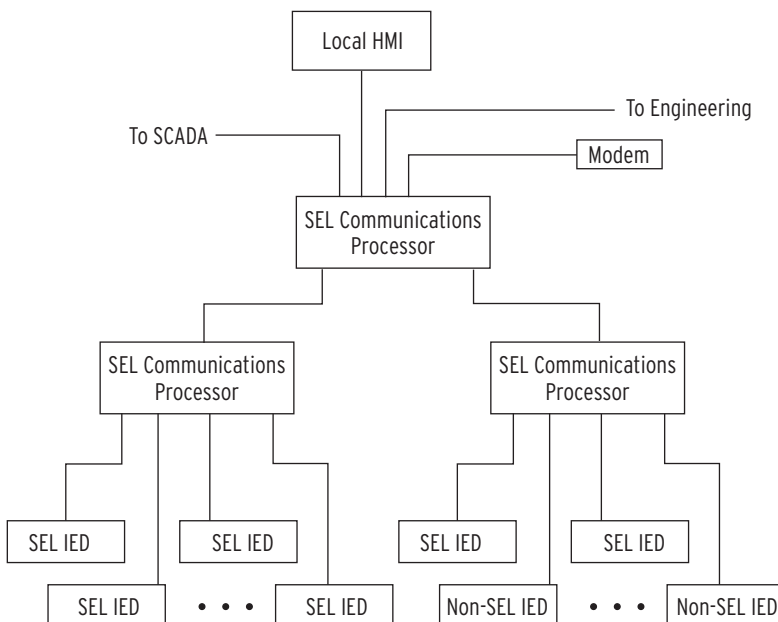 Local HMI
To SCADA
To Engineering
Modem
SEL Communications
Processor
SEL Communications
Processor
SEL Communications
Processor
SEL IED
SEL IED
SEL IED
SEL IED
SEL IED
• • •
SEL IED
Non-SEL IED
• • •
Non-SEL IED